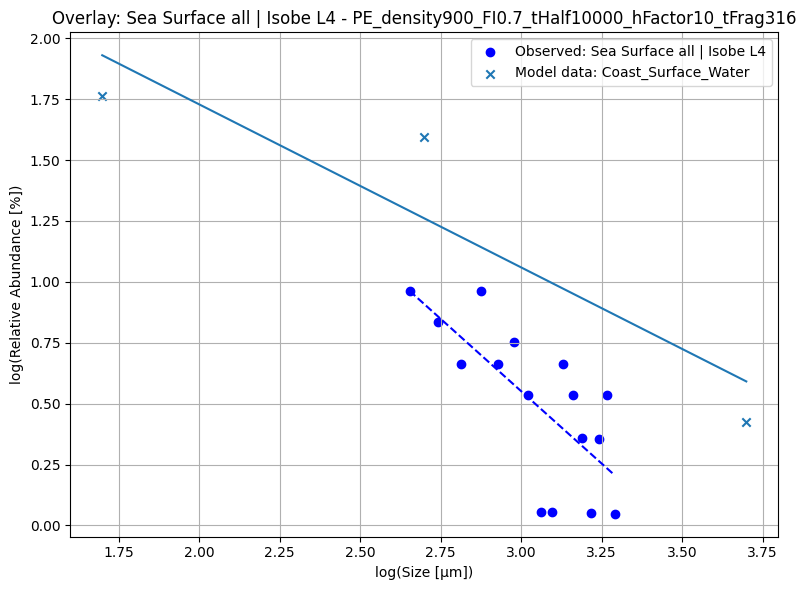 Overlay: Sea Surface all | Isobe L4 - PE_density900_FI0.7_tHalf10000_hFactor10_tFrag316
Observed: Sea Surface all | Isobe L4
Model data: Coast_Surface_Water
log(Relative Abundance [%])
2.00
1.75
1.50
1.25
1.00
0.75
0.50
0.25
0.00
1.75 2.00 2.25 2.50 2.75 3.00 3.25 3.50 3.75
log(Size [µm])